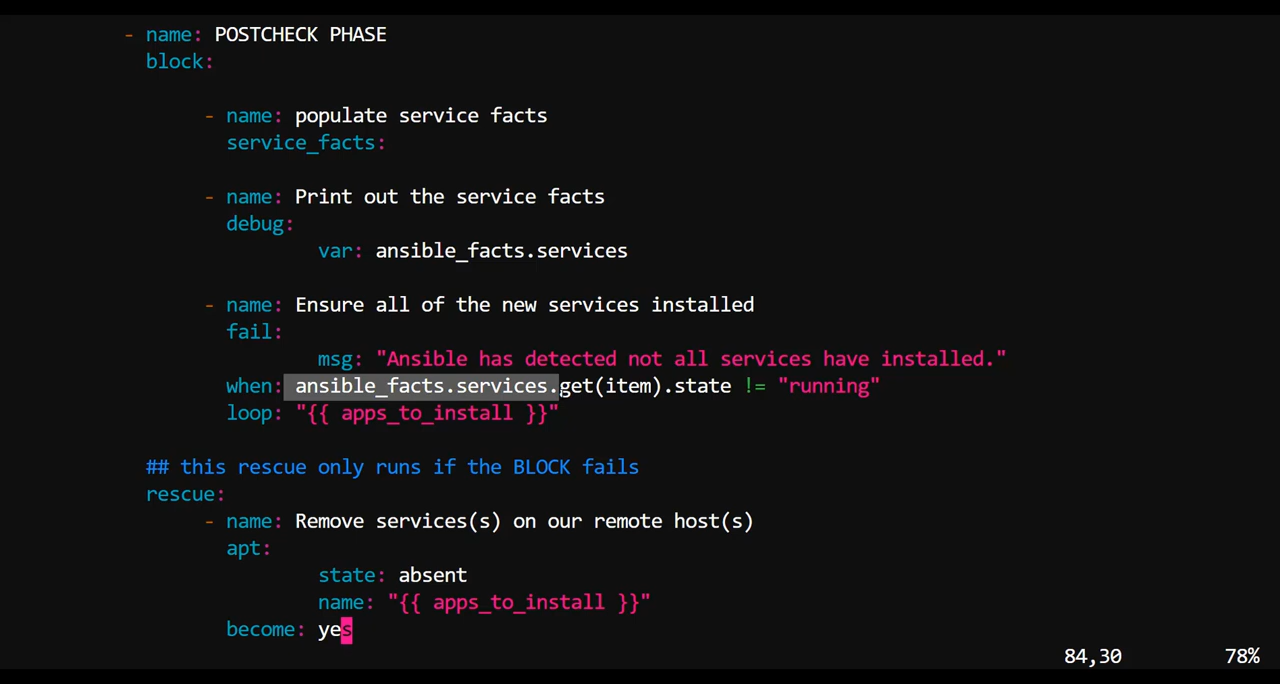 - name: POSTCHECK PHASE
block:
- name: populate service facts
service_facts:
- name: Print out the service facts
debug:
var: ansible_facts.services
- name: Ensure all of the new services installed
fail:
msg: "Ansible has detected not all services have installed."
when: ansible_facts.services.get(item).state != "running"
loop: "{{ apps_to_install }}"
## this rescue only runs if the BLOCK fails
rescue:
- name: Remove services(s) on our remote host(s)
apt:
state: absent
name: "{{ apps_to_install }}"
become: yes
84,30 78%